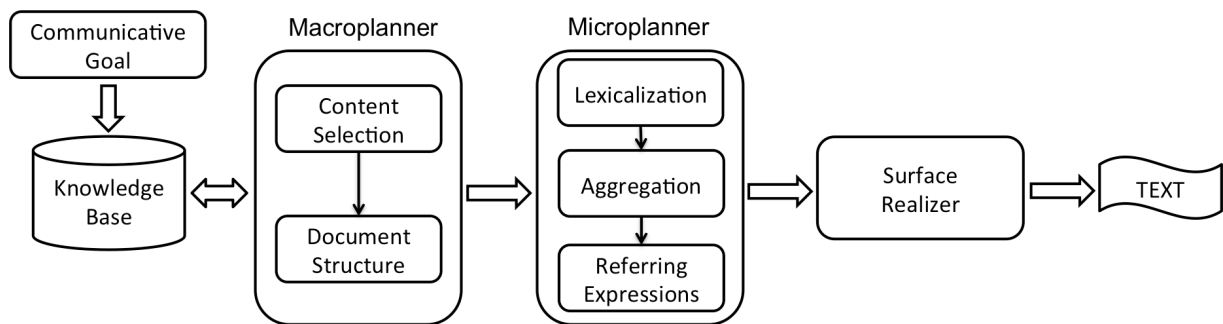 Communicative
Goal
Knowledge
Base
Macroplanner
Content
Selection
Document
Structure
Microplanner
Lexicalization
Aggregation
Referring
Expressions
Surface
Realizer
TEXT